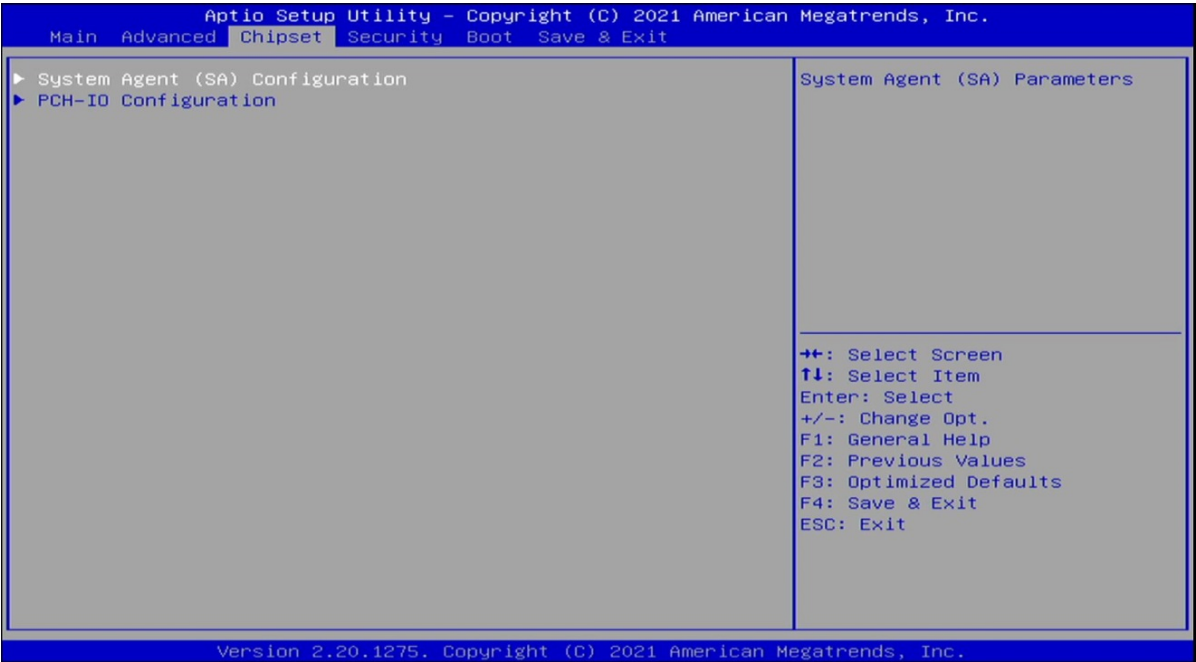 Aptio Setup Utility – Copyright (C) 2021 American Megatrends, Inc.
Main Advanced Chipset Security Boot Save & Exit
► System Agent (SA) Configuration
► PCH-IO Configuration
System Agent (SA) Parameters
→←: Select Screen
↑↓: Select Item
Enter: Select
+/-: Change Opt.
F1: General Help
F2: Previous Values
F3: Optimized Defaults
F4: Save & Exit
ESC: Exit
Version 2.20.1275. Copyright (C) 2021 American Megatrends, Inc.